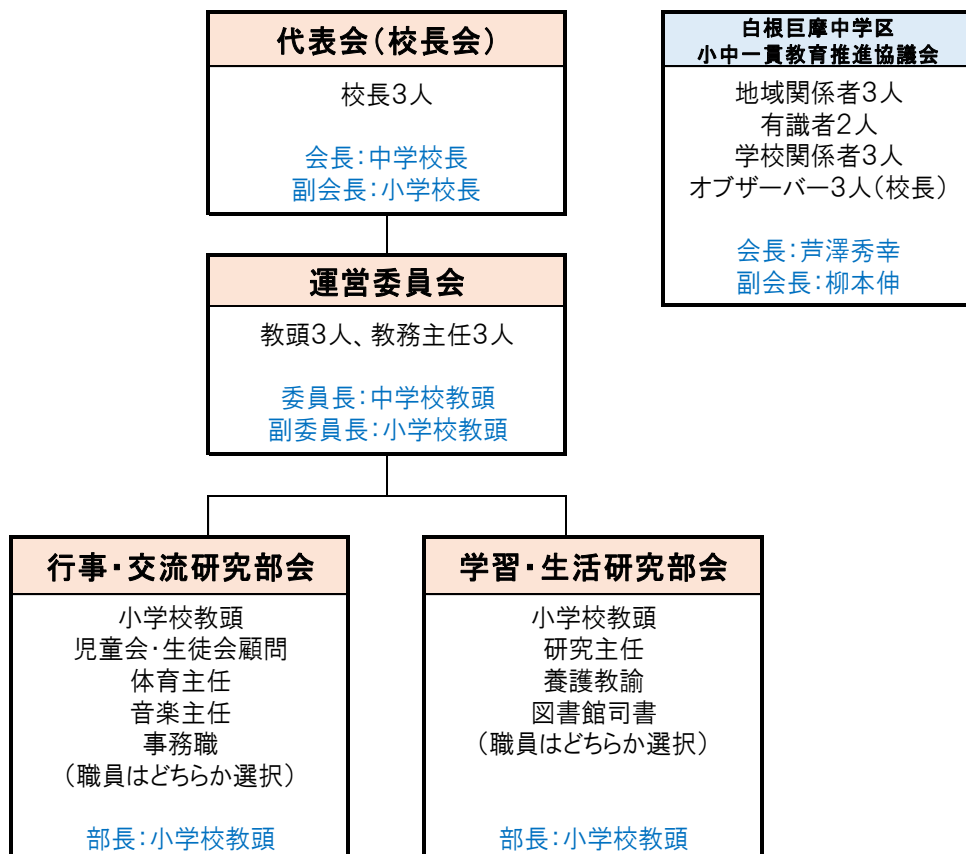 代表会（校長会）
校長3人
会長：中学校長
副会長：小学校長
白根巨摩中学区
小中一貫教育推進協議会
地域関係者3人
有識者2人
学校関係者3人
オブザーバー3人（校長）
会長：芦澤秀幸
副会長：柳本伸
運営委員会
教頭3人、教務主任3人
委員長：中学校教頭
副委員長：小学校教頭
行事・交流研究部会
小学校教頭
児童会・生徒会顧問
体育主任
音楽主任
事務職
（職員はどちらか選択）
部長：小学校教頭
学習・生活研究部会
小学校教頭
研究主任
養護教諭
図書館司書
（職員はどちらか選択）
部長：小学校教頭